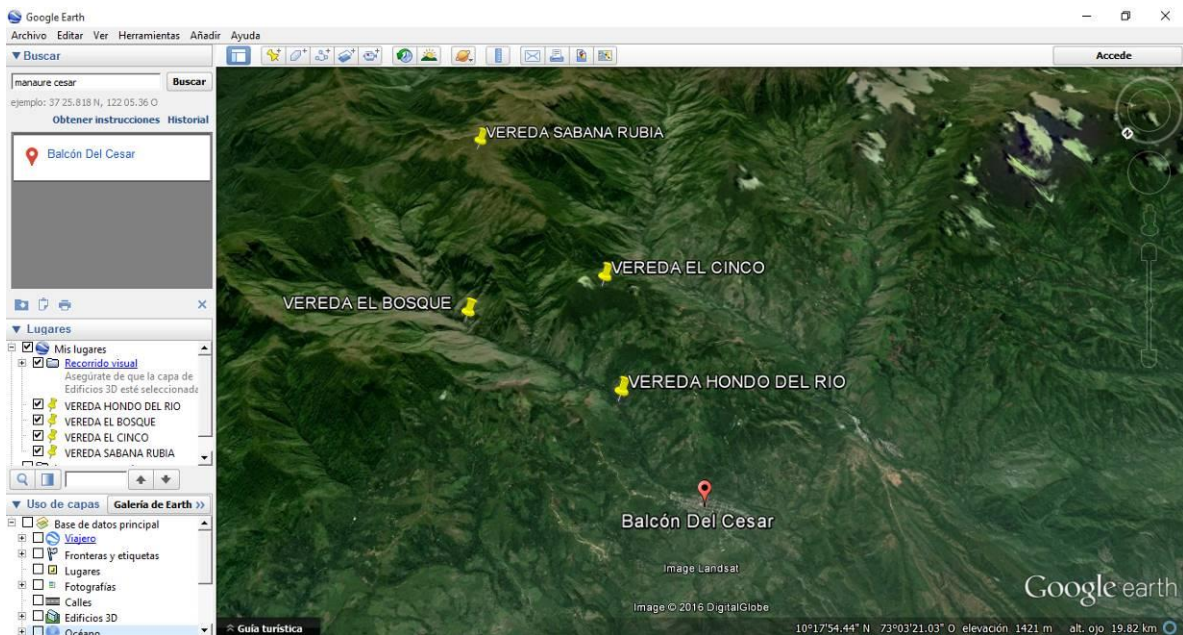 Google Earth
Archivo Editar Ver Herramientas Añadir Ayuda
▼ Buscar
manaure cesar
Buscar
ejemplo: 37 25.818 N, 122 05.36 O
Obtener instrucciones Historial
Balcón Del Cesar
▼ Lugares
Mis lugares
Recorrido visual
Asegúrate de que la capa de
Edificios 3D esté seleccionada
VEREDA HONDO DEL RIO
VEREDA EL BOSQUE
VEREDA EL CINCO
VEREDA SABANA RUBIA
▼ Uso de capas Galería de Earth >>
Base de datos principal
Viajero
Fronteras y etiquetas
Lugares
Fotografías
Calles
Edificios 3D
Océano
Accede
VEREDA SABANA RUBIA
VEREDA EL CINCO
VEREDA EL BOSQUE
VEREDA HONDO DEL RIO
Balcón Del Cesar
Image Landsat
Image © 2016 DigitalGlobe
Google earth
Guía turística
10°17'54.44" N 73°03'21.03" O elevación 1421 m alt. ojo 19.82 km